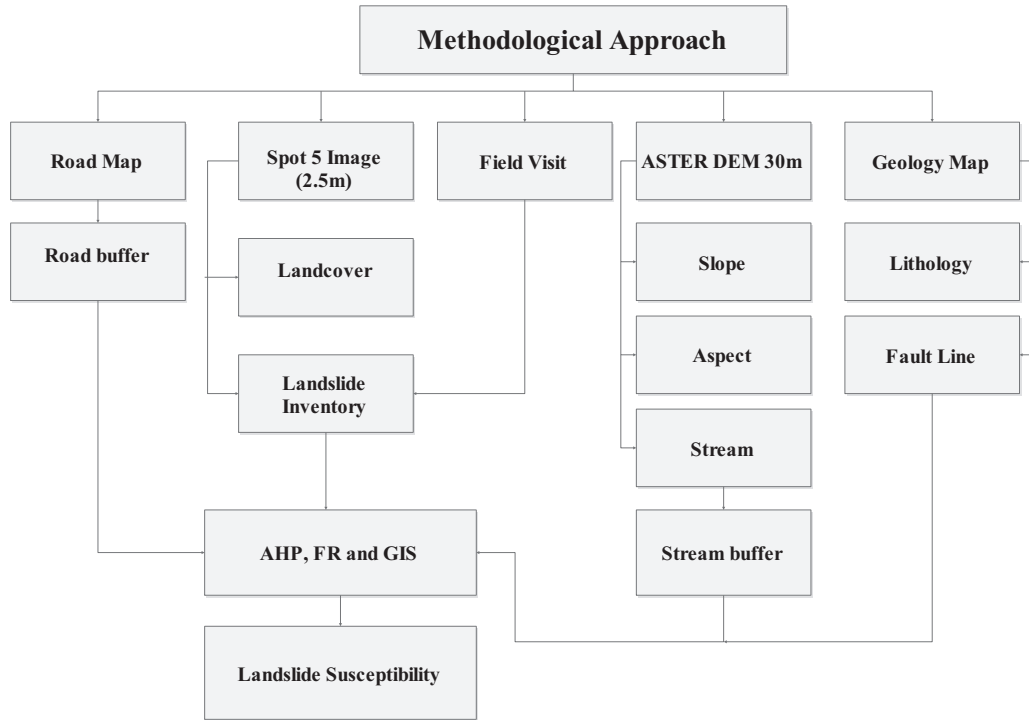 Methodological Approach
Road Map
Spot 5 Image
(2.5m)
Field Visit
ASTER DEM 30m
Geology Map
Road buffer
Landcover
Slope
Lithology
Landslide
Inventory
Aspect
Fault Line
Stream
AHP, FR and GIS
Stream buffer
Landslide Susceptibility